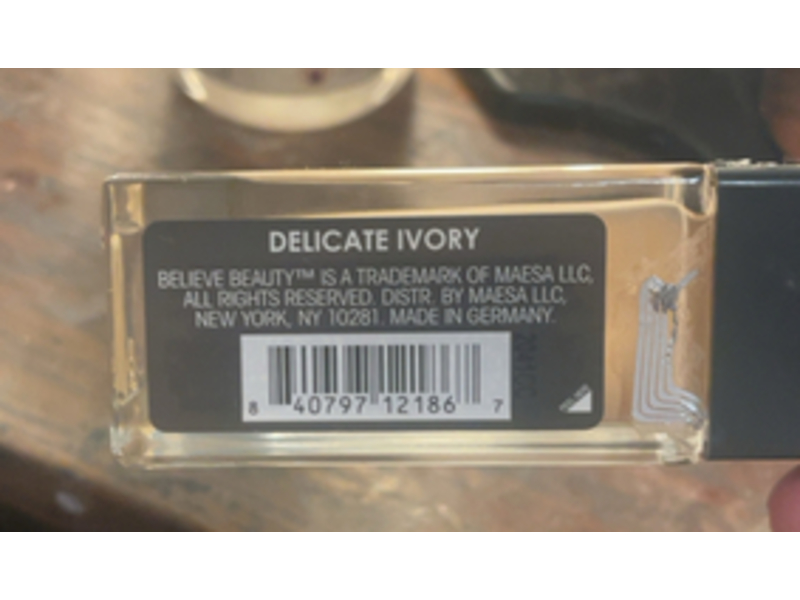 DELICATE IVORY
BELIEVE BEAUTY™ IS A TRADEMARK OF MAESA LLC,
ALL RIGHTS RESERVED. DISTR. BY MAESA LLC,
NEW YORK, NY 10281. MADE IN GERMANY.
8 40797 12186 7